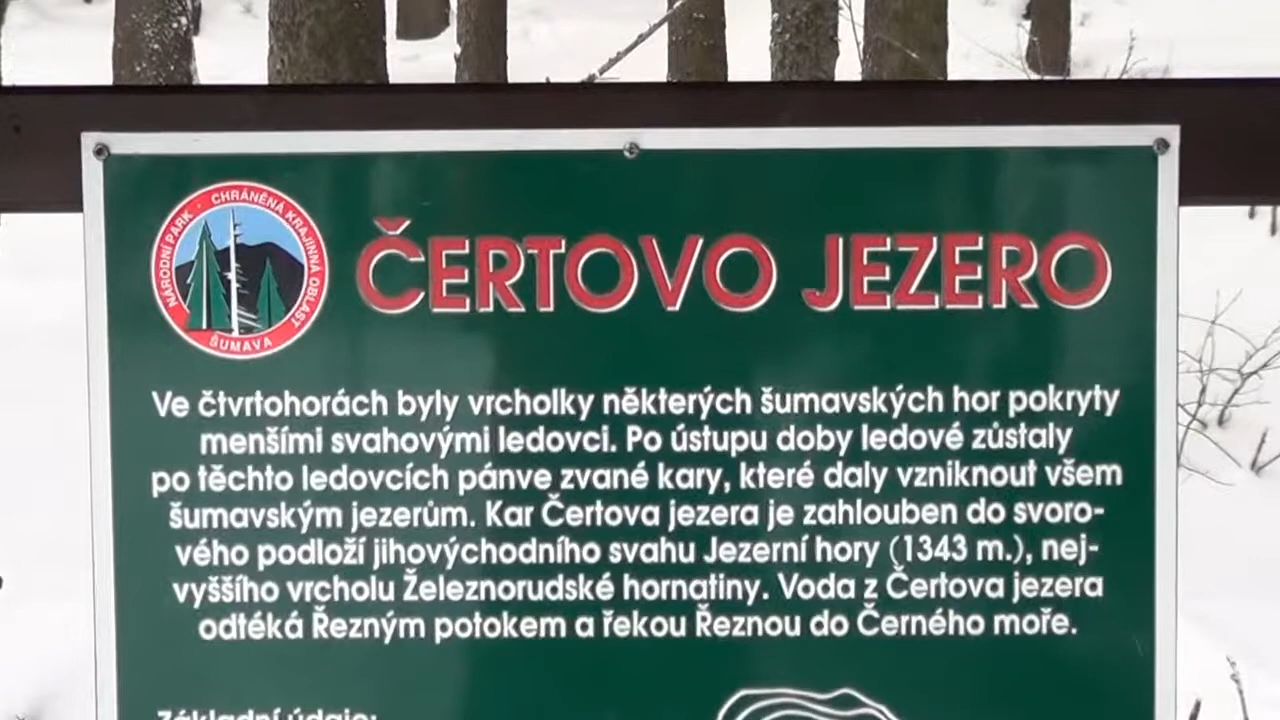 NÁRODNÍ PARK · CHRÁNĚNÁ KRAJINNÁ OBLAST
ŠUMAVA
ČERTOVO JEZERO
Ve čtvrtohorách byly vrcholky některých šumavských hor pokryty
menšími svahovými ledovci. Po ústupu doby ledové zůstaly
po těchto ledovcích pánve zvané kary, které daly vzniknout všem
šumavským jezerům. Kar Čertova jezera je zahlouben do svoro-
vého podloží jihovýchodního svahu Jezerní hory (1343 m.), nej-
vyššího vrcholu Železnorudské hornatiny. Voda z Čertova jezera
odtéká Řezným potokem a řekou Řeznou do Černého moře.
Základní údaje: